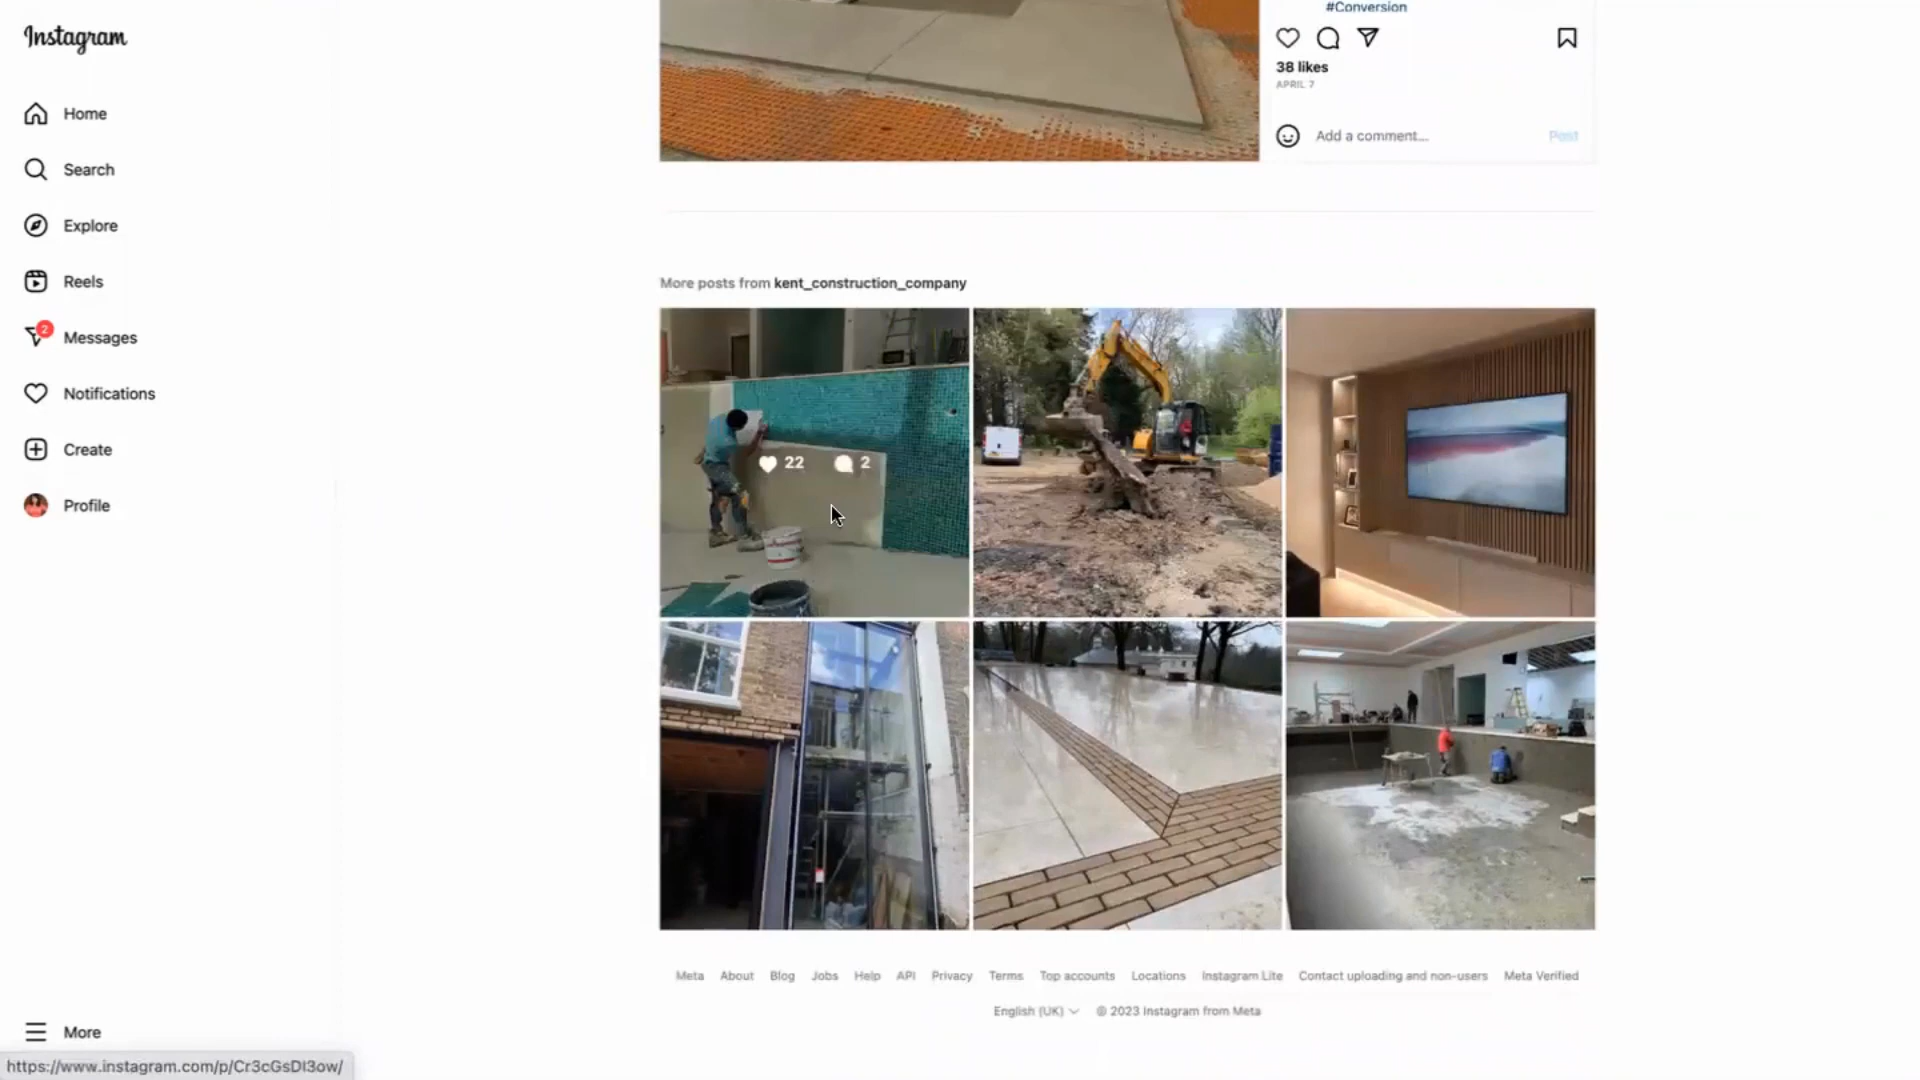 Instagram
Home
Search
Explore
Reels
2
Messages
Notifications
Create
Profile
More
#Conversion
38 likes
APRIL 7
Add a comment...
Post
More posts from kent_construction_company
22 2
Meta About Blog Jobs Help API Privacy Terms Top accounts Locations Instagram Lite Contact uploading and non-users Meta Verified
English (UK) © 2023 Instagram from Meta
https://www.instagram.com/p/Cr3cGsDI3ow/